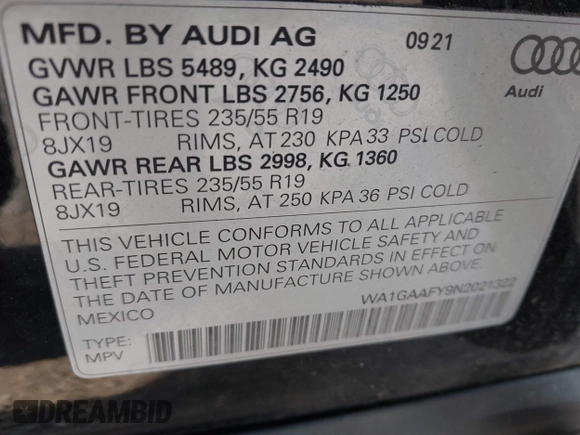 MFD. BY AUDI AG 09 21
GVWR LBS 5489, KG 2490
GAWR FRONT LBS 2756, KG 1250
FRONT-TIRES 235/55 R19
8JX19 RIMS, AT 230 KPA 33 PSI COLD
GAWR REAR LBS 2998, KG 1360
REAR-TIRES 235/55 R19
8JX19 RIMS, AT 250 KPA 36 PSI COLD
Audi
THIS VEHICLE CONFORMS TO ALL APPLICABLE
U.S. FEDERAL MOTOR VEHICLE SAFETY AND
THEFT PREVENTION STANDARDS IN EFFECT ON
THE DATE OF MANUFACTURE SHOWN ABOVE.
MEXICO
WA1GAAFY9N2021322
TYPE:
MPV
DREAMBID